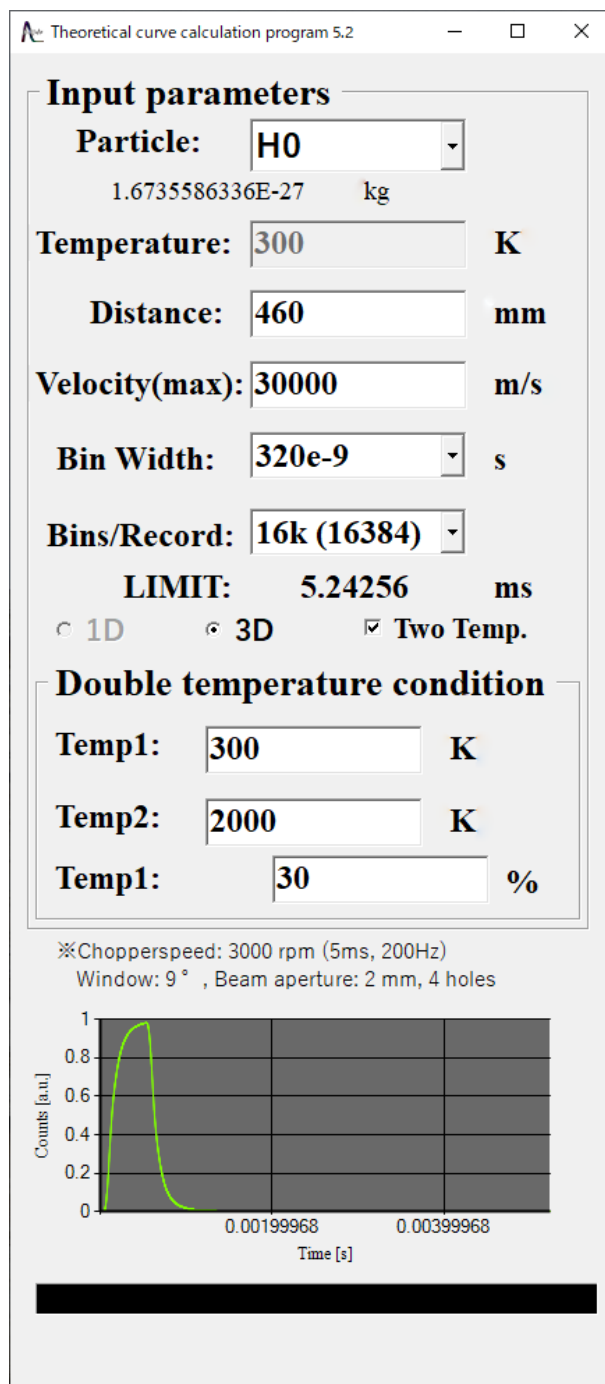 Theoretical curve calculation program 5.2
Input parameters
Particle: H0
1.6735586336E-27 kg
Temperature: 300 K
Distance: 460 mm
Velocity(max): 30000 m/s
Bin Width: 320e-9 s
Bins/Record: 16k (16384)
LIMIT: 5.24256 ms
1D 3D Two Temp.
Double temperature condition
Temp1: 300 K
Temp2: 2000 K
Temp1: 30 %
※Chopperspeed: 3000 rpm (5ms, 200Hz)
Window: 9°, Beam aperture: 2 mm, 4 holes
Counts [a.u.]
1
0.8
0.6
0.4
0.2
0
0.00199968 0.00399968
Time [s]